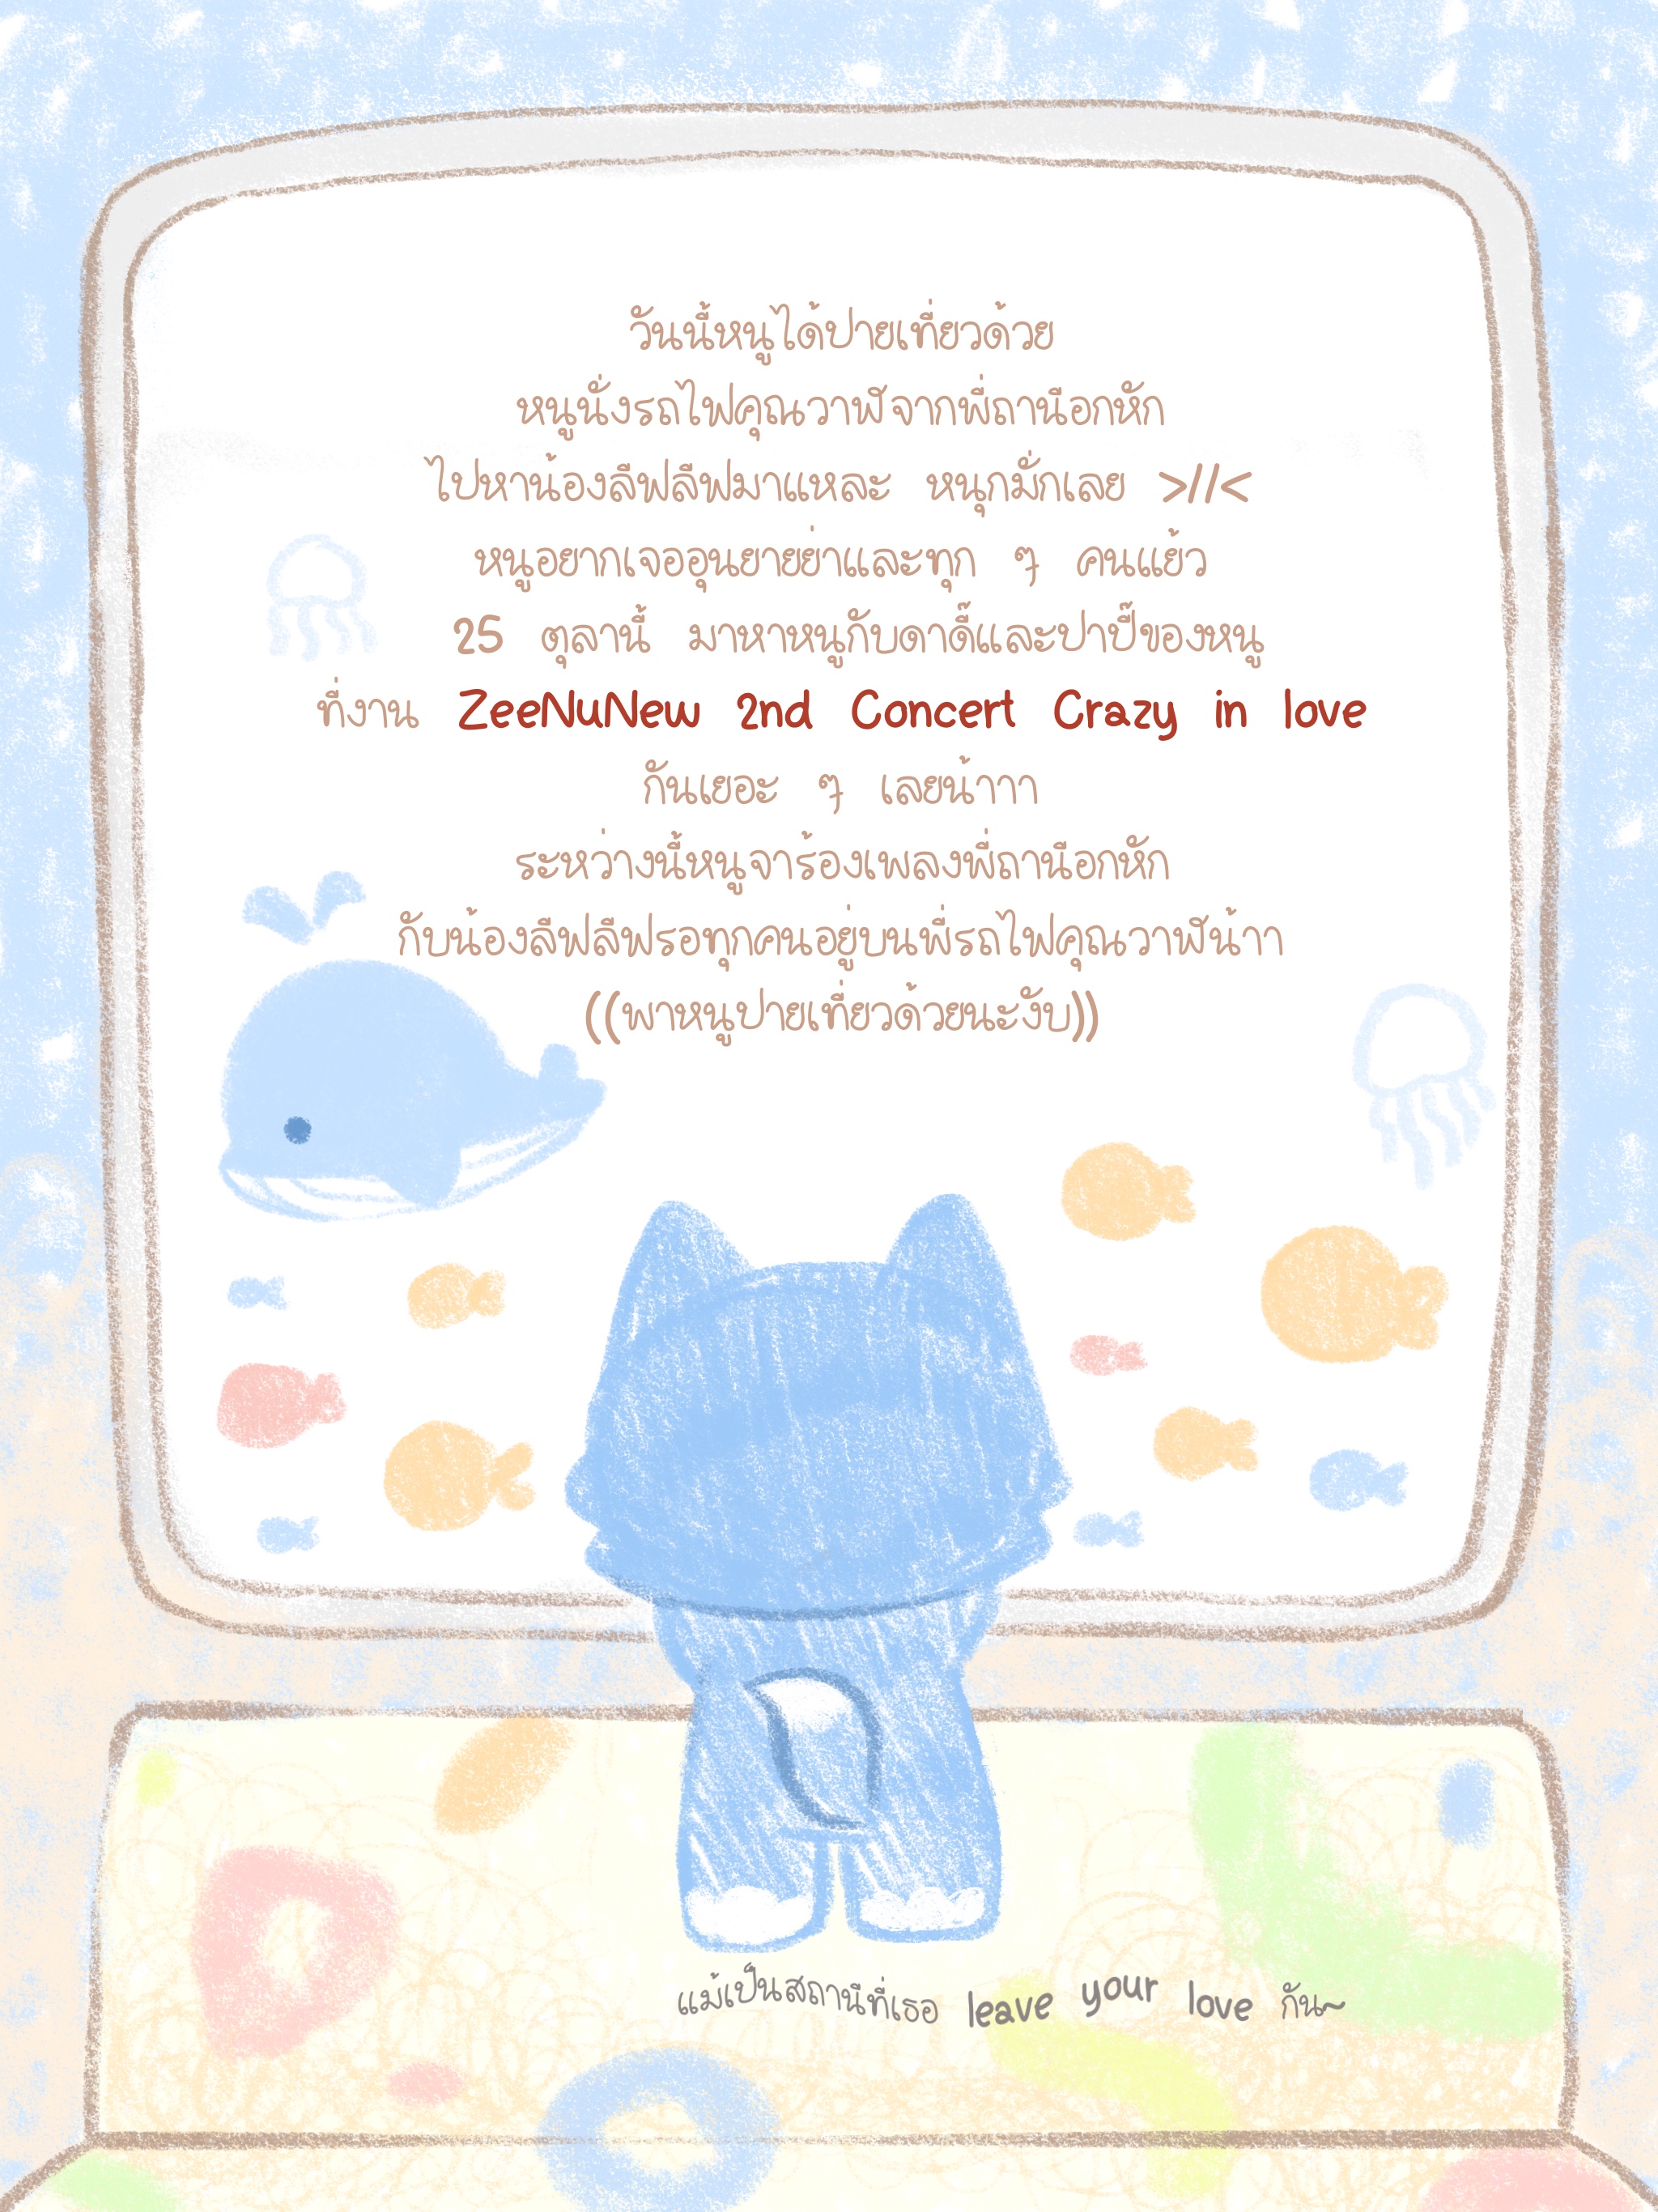 วันนี้หนูได้ปายเที่ยวด้วย
หนูนั่งรถไฟคุณวาฬจากพี่ถานีอกหัก
ไปหาน้องลีฟลีฟมาแหละ หนุกมั่กเลย >//<
หนูอยากเจออุนยายย่าและทุก ๆ คนแย้ว
25 ตุลานี้ มาหาหนูกับดาดี๊และปาปี๊ของหนู
ที่งาน ZeeNuNew 2nd Concert Crazy in love
กันเยอะ ๆ เลยน้าาา
ระหว่างนี้หนูจาร้องเพลงพี่ถานีอกหัก
กับน้องลีฟลีฟรอทุกคนอยู่บนพี่รถไฟคุณวาฬน้าา
((พาหนูปายเที่ยวด้วยนะงับ))
แม้เป็นสถานีที่เธอ leave your love กัน~